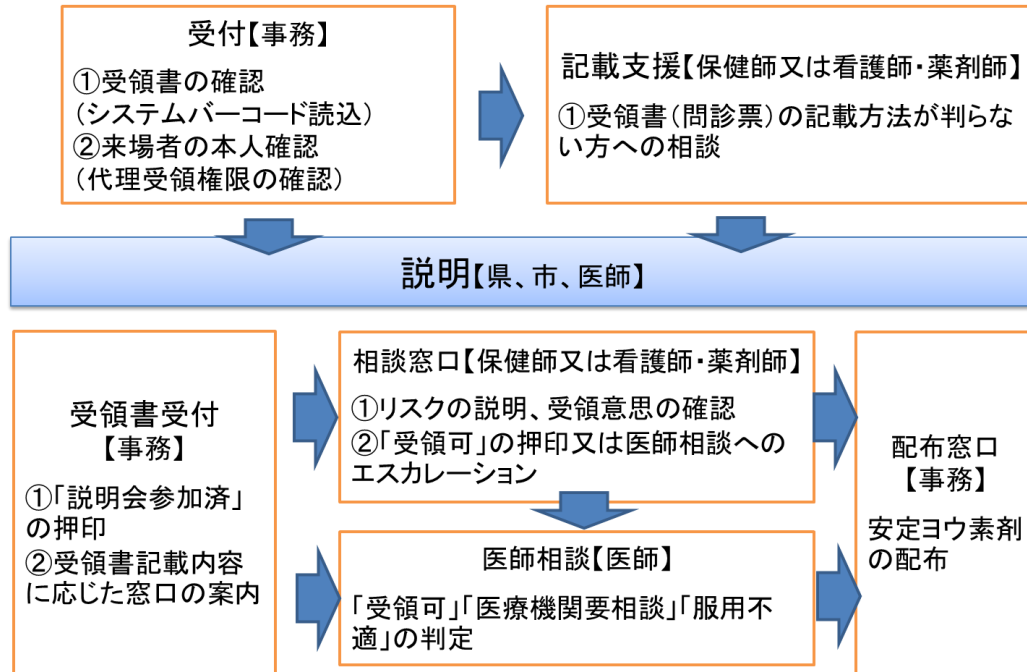 受付【事務】
①受領書の確認
(システムバーコード読込)
②来場者の本人確認
(代理受領権限の確認)
記載支援【保健師又は看護師・薬剤師】
①受領書(問診票)の記載方法が判らな
い方への相談
説明【県、市、医師】
受領書受付
【事務】
①「説明会参加済」
の押印
②受領書記載内容
に応じた窓口の案内
相談窓口【保健師又は看護師・薬剤師】
①リスクの説明、受領意思の確認
②「受領可」の押印又は医師相談への
エスカレーション
医師相談【医師】
「受領可」「医療機関要相談」「服用不
適」の判定
配布窓口
【事務】
安定ヨウ素剤
の配布